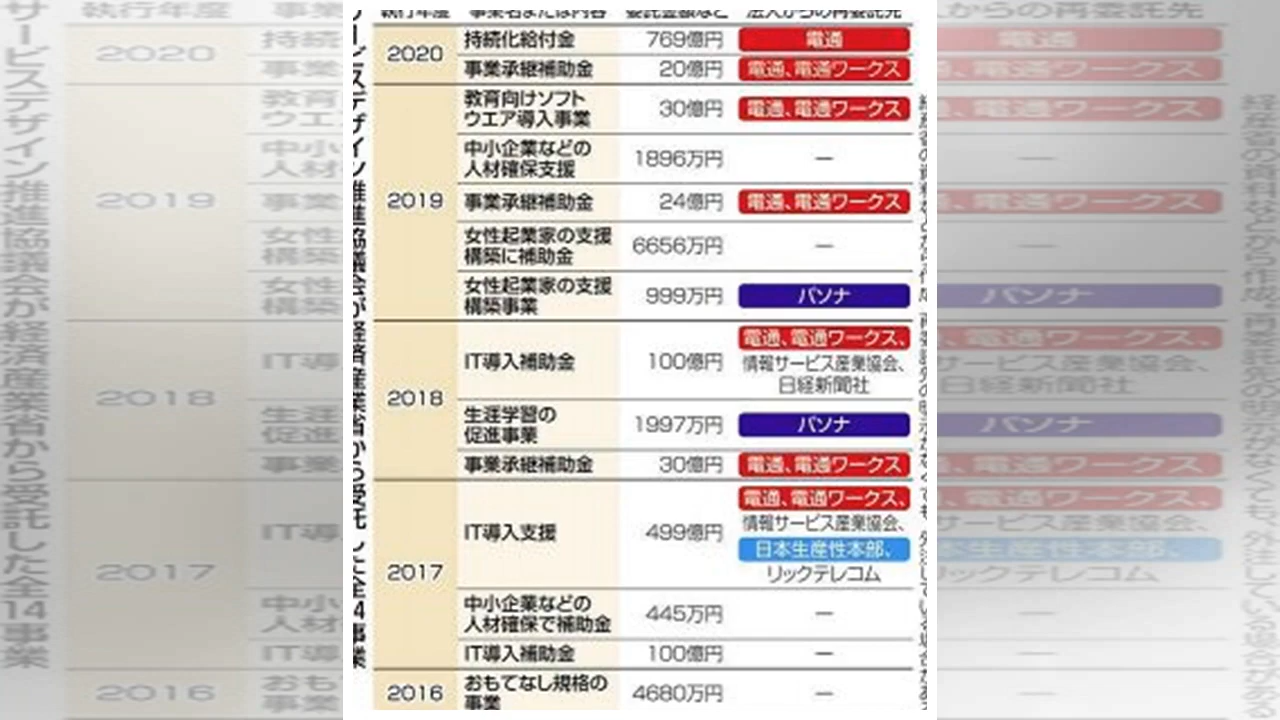 サービスデザイン推進協議会が経済産業省から受託した全14事業
執行年度 事業名または内容 委託金額など 法人からの再委託先
2020 持続化給付金 769億円 電通
事業承継補助金 20億円 電通、電通ワークス
2019 教育向けソフト
ウエア導入事業 30億円 電通、電通ワークス
中小企業などの
人材確保支援 1896万円 —
事業承継補助金 24億円 電通、電通ワークス
女性起業家の支援
構築に補助金 6656万円 —
女性起業家の支援
構築事業 999万円 パソナ
2018 IT導入補助金 100億円 電通、電通ワークス、
情報サービス産業協会、
日経新聞社
生涯学習の
促進事業 1997万円 パソナ
事業承継補助金 30億円 電通、電通ワークス
2017 IT導入支援 499億円 電通、電通ワークス、
情報サービス産業協会、
日本生産性本部、
リックテレコム
中小企業などの
人材確保で補助金 445万円 —
IT導入補助金 100億円 —
2016 おもてなし規格の
事業 4680万円 —